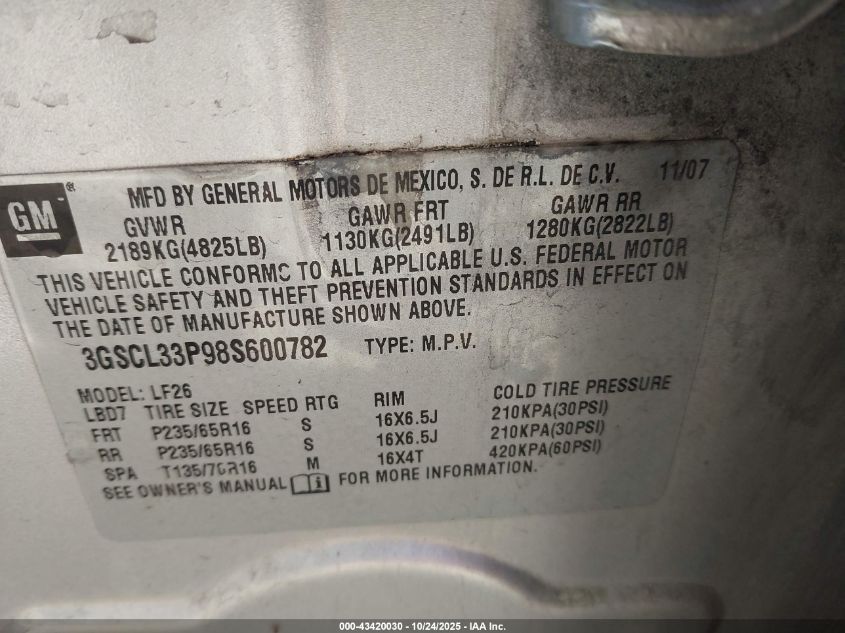 GM ®
MFD BY GENERAL MOTORS DE MEXICO, S. DE R.L. DE C.V. 11/07
GVWR GAWR FRT GAWR RR
2189KG(4825LB) 1130KG(2491LB) 1280KG(2822LB)
THIS VEHICLE CONFORMC TO ALL APPLICABLE U.S. FEDERAL MOTOR
VEHICLE SAFETY AND THEFT PREVENTION STANDARDS IN EFFECT ON
THE DATE OF MANUFACTURE SHOWN ABOVE.
3GSCL33P98S600782 TYPE: M.P.V.
MODEL: LF26
LBD7 TIRE SIZE SPEED RTG RIM COLD TIRE PRESSURE
FRT P235/65R16 S 16X6.5J 210KPA(30PSI)
RR P235/65R16 S 16X6.5J 210KPA(30PSI)
SPA T135/70R16 M 16X4T 420KPA(60PSI)
SEE OWNER'S MANUAL FOR MORE INFORMATION.
000-43420030 - 10/24/2025 - IAA Inc.